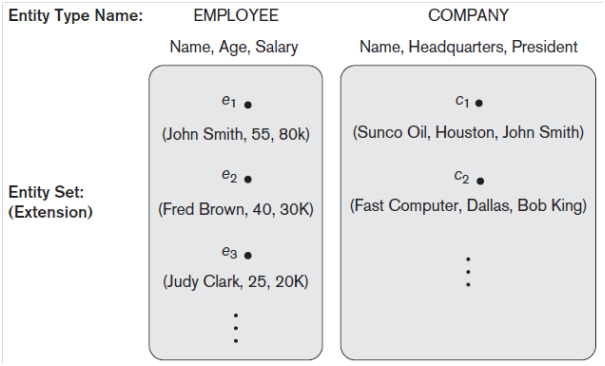 Entity Type Name: EMPLOYEE COMPANY
Name, Age, Salary Name, Headquarters, President
e1 c1
(John Smith, 55, 80k) (Sunco Oil, Houston, John Smith)
e2 c2
Entity Set:
(Extension)
(Fred Brown, 40, 30K) (Fast Computer, Dallas, Bob King)
e3
(Judy Clark, 25, 20K)